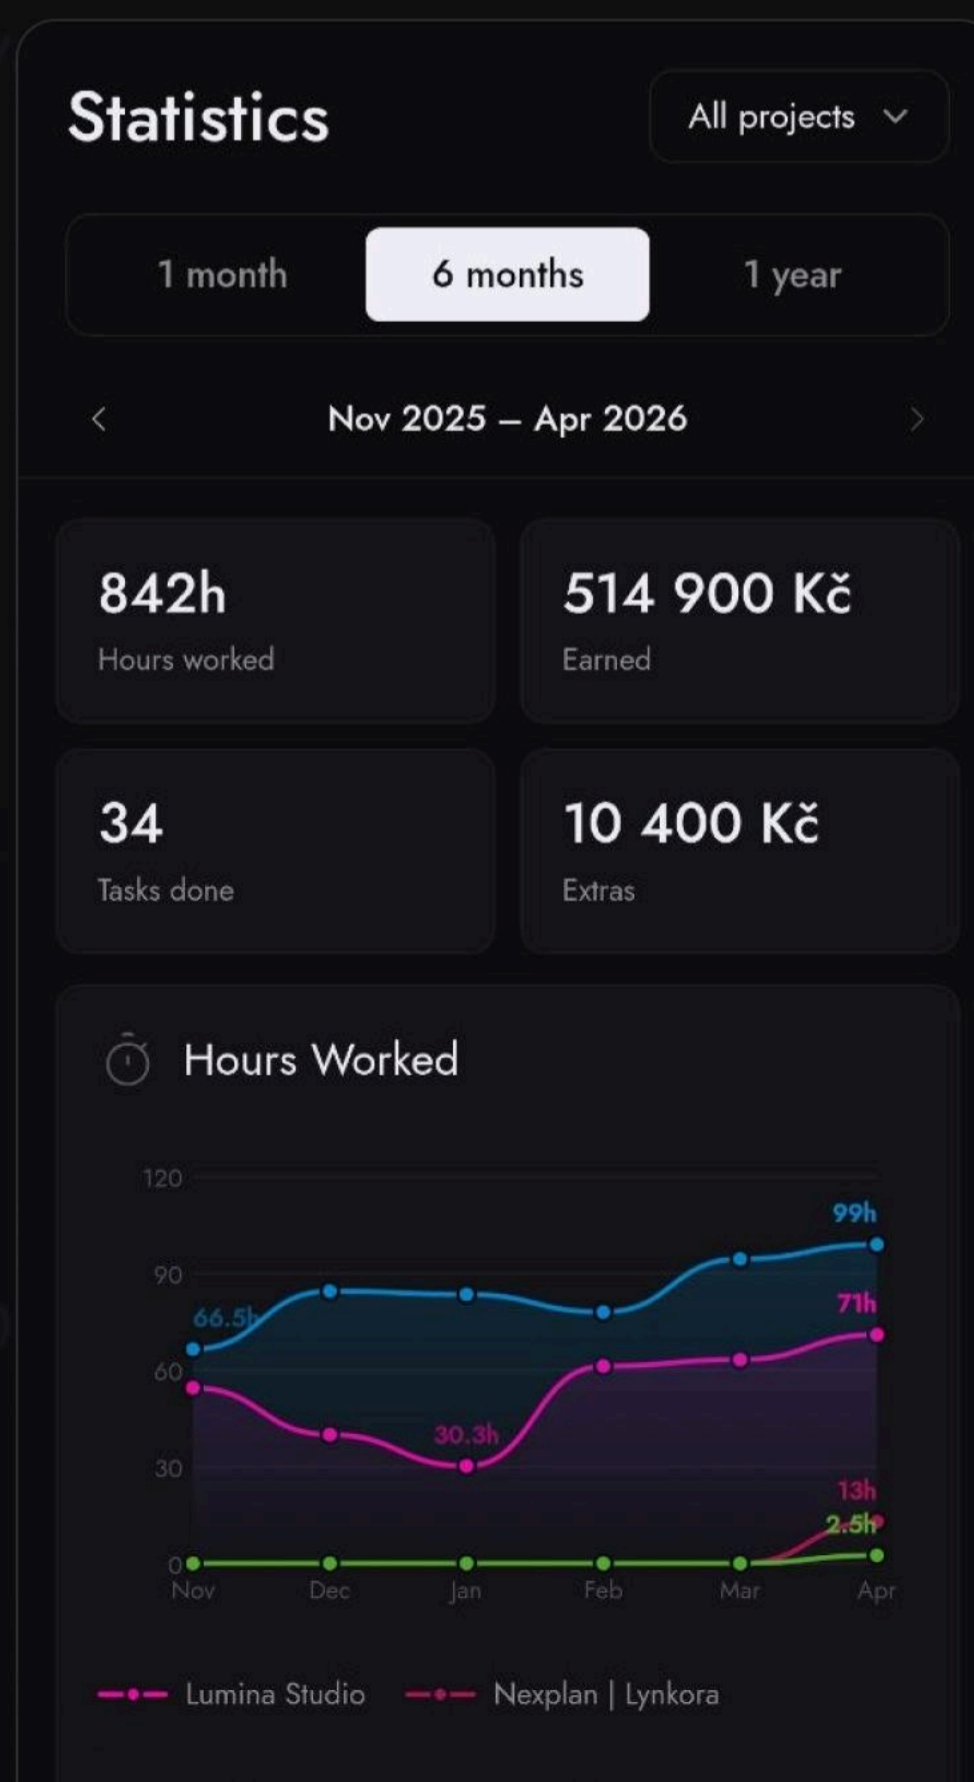 Statistics
All projects
1 month 6 months 1 year
Nov 2025 – Apr 2026
842h
Hours worked
514 900 Kč
Earned
34
Tasks done
10 400 Kč
Extras
Hours Worked
120
99h
90
71h
66.5h
60
30.3h
30
13h
2.5h
0
Nov Dec Jan Feb Mar Apr
Lumina Studio Nexplan | Lynkora